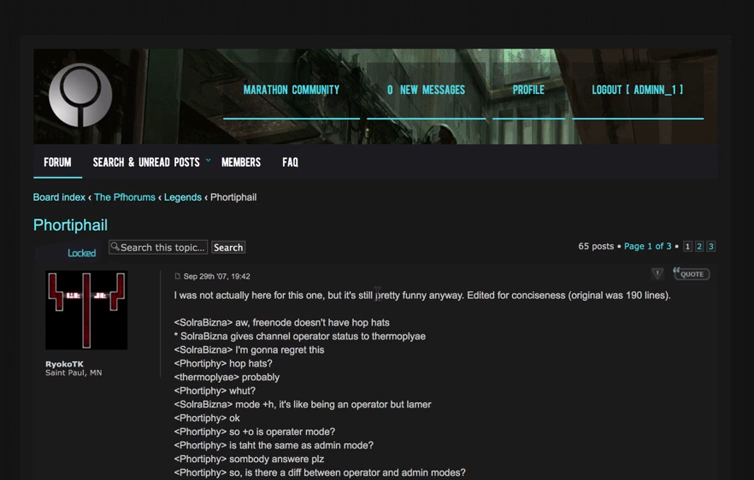 MARATHON COMMUNITY
0 NEW MESSAGES
PROFILE
LOGOUT [ ADMINN_1 ]
FORUM
SEARCH & UNREAD POSTS
MEMBERS
FAQ
Board index ‹ The Pfhorums ‹ Legends ‹ Phortiphail
Phortiphail
Locked
Search this topic...
Search
65 posts • Page 1 of 3 • 1 2 3
Sep 29th '07, 19:42
QUOTE
I was not actually here for this one, but it's still pretty funny anyway. Edited for conciseness (original was 190 lines).
<SolraBizna> aw, freenode doesn't have hop hats
* SolraBizna gives channel operator status to thermoplyae
<SolraBizna> I'm gonna regret this
<Phortiphy> hop hats?
<thermoplyae> probably
<Phortiphy> whut?
<SolraBizna> mode +h, it's like being an operator but lamer
<Phortiphy> ok
<Phortiphy> so +o is operater mode?
<Phortiphy> is taht the same as admin mode?
<Phortiphy> sombody answere plz
<Phortiphy> so, is there a diff between operator and admin modes?
RyokoTK
Saint Paul, MN